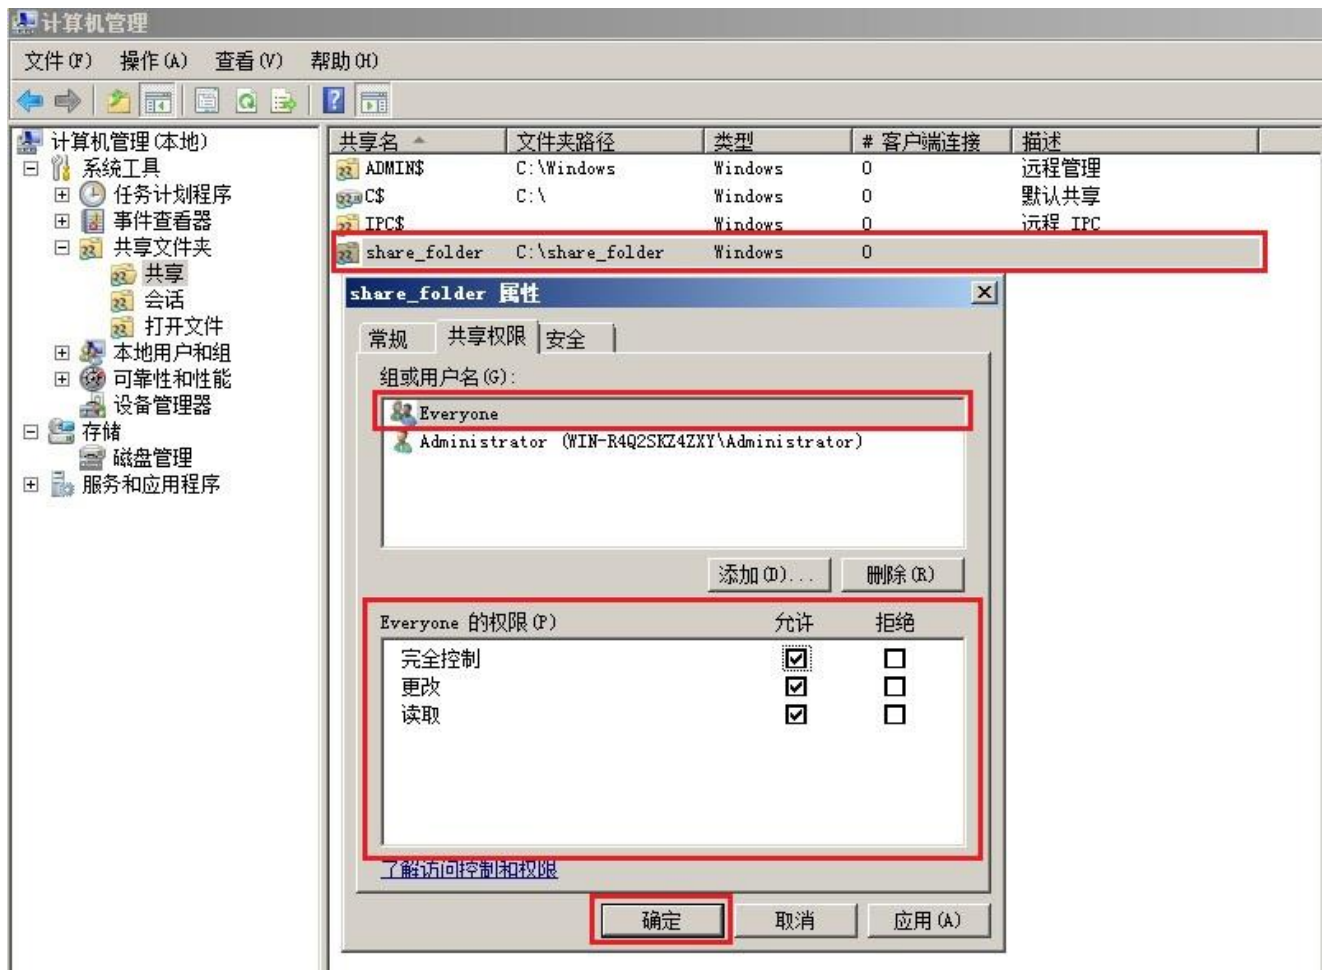 计算机管理
文件(F) 操作(A) 查看(V) 帮助(H)
计算机管理(本地)
系统工具
任务计划程序
事件查看器
共享文件夹
共享
会话
打开文件
本地用户和组
可靠性和性能
设备管理器
存储
磁盘管理
服务和应用程序
共享名 文件夹路径 类型 # 客户端连接 描述
ADMIN$ C:\Windows Windows 0 远程管理
C$ C:\ Windows 0 默认共享
IPC$ Windows 0 远程 IPC
share_folder C:\share_folder Windows 0
share_folder 属性
常规 共享权限 安全
组或用户名(G):
Everyone
Administrator (WIN-R4Q2SKZ4ZXY\Administrator)
添加(D)... 删除(R)
Everyone 的权限(P) 允许 拒绝
完全控制
更改
读取
了解访问控制和权限
确定 取消 应用(A)